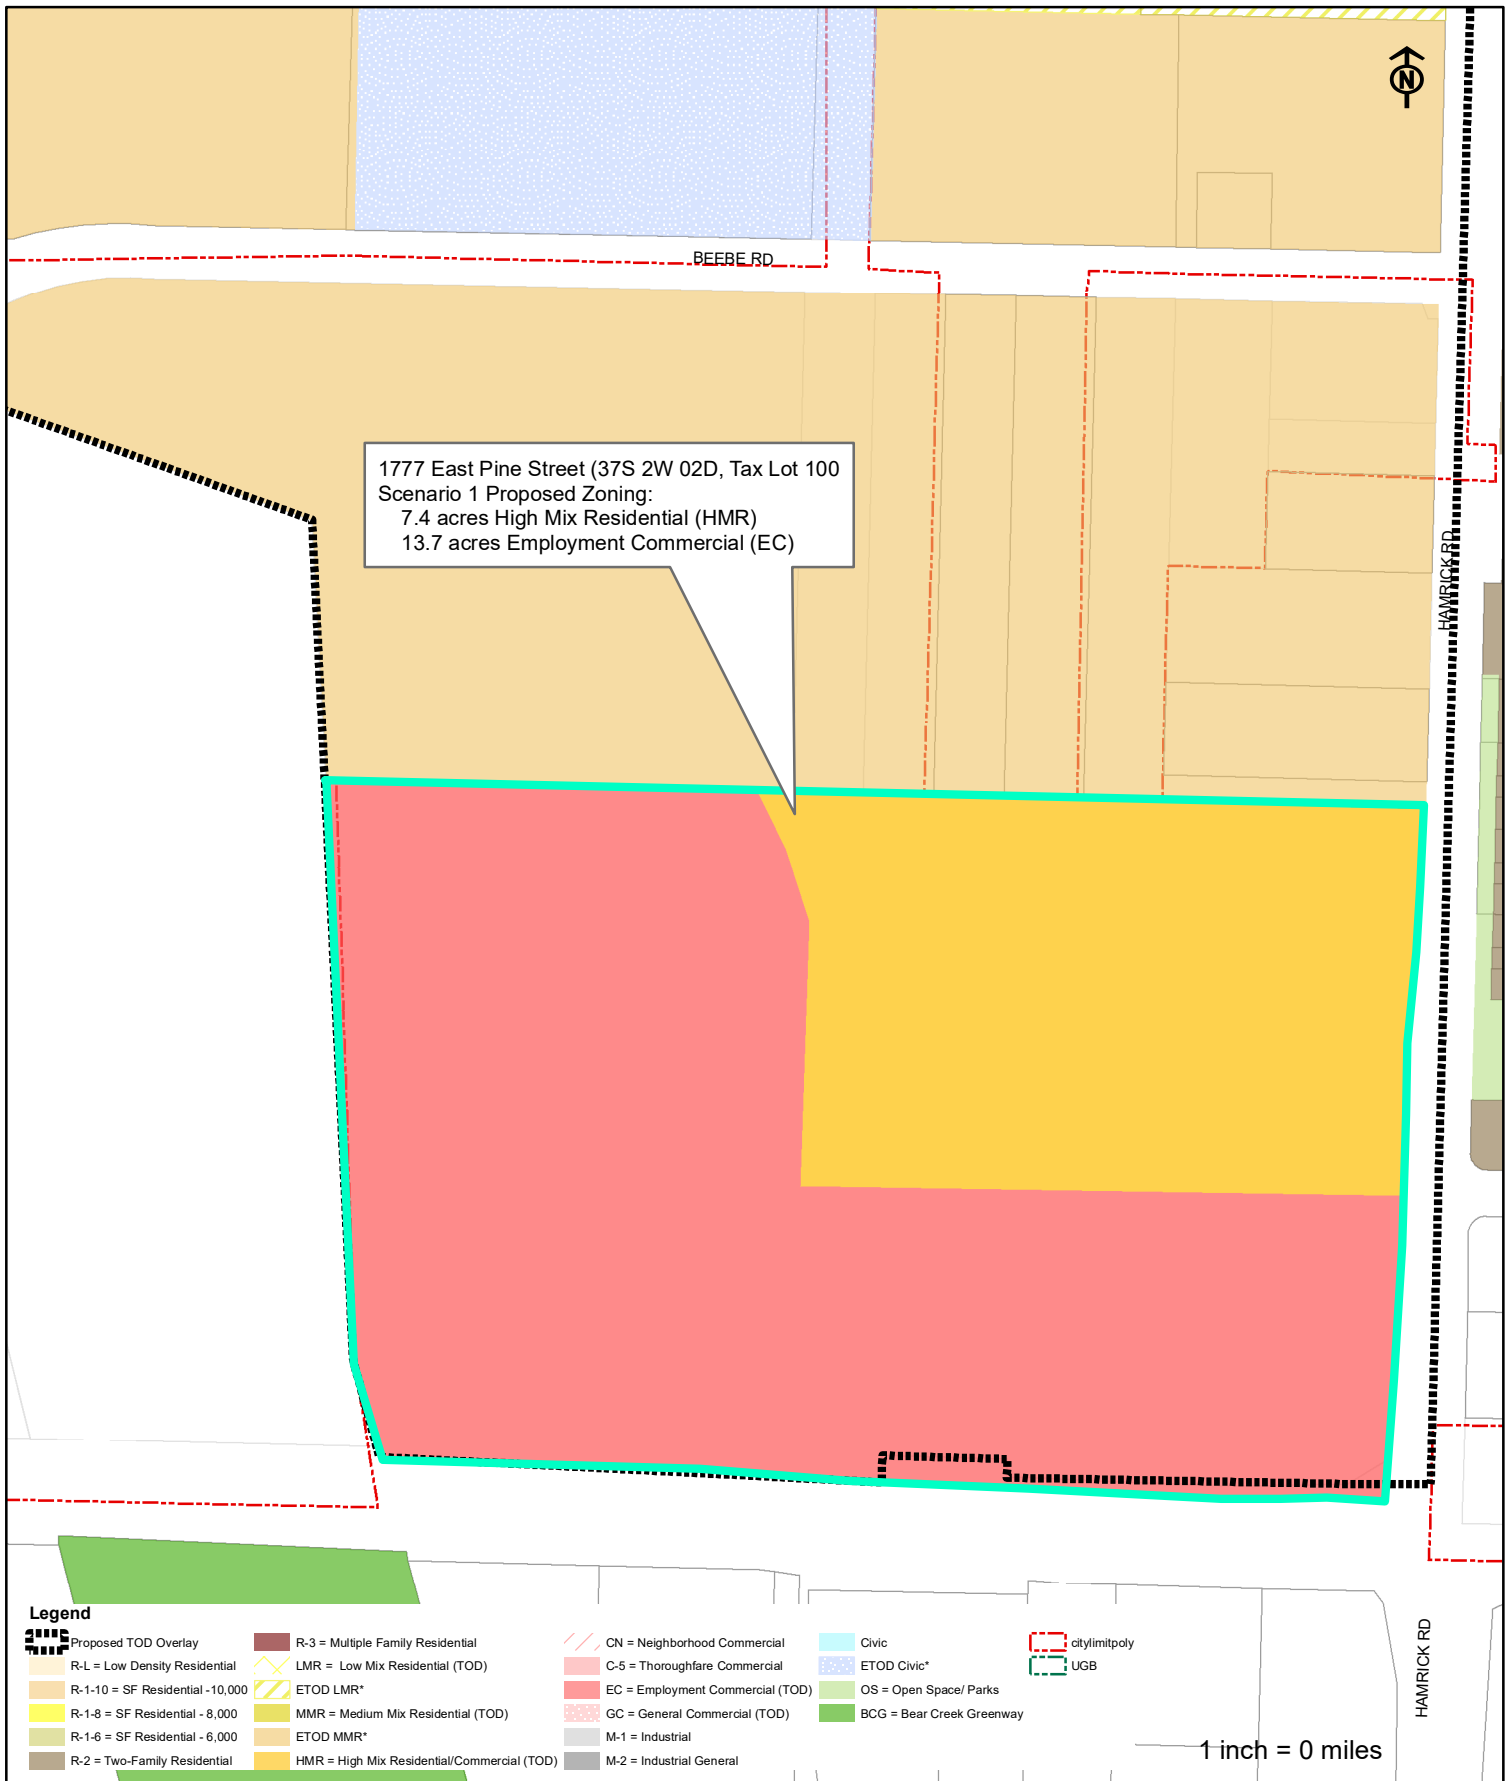 N
BEEBE RD
1777 East Pine Street (37S 2W 02D, Tax Lot 100
Scenario 1 Proposed Zoning:
7.4 acres High Mix Residential (HMR)
13.7 acres Employment Commercial (EC)
HAMRICK RD
HAMRICK RD
Legend
Proposed TOD Overlay
R-L = Low Density Residential
R-1-10 = SF Residential -10,000
R-1-8 = SF Residential - 8,000
R-1-6 = SF Residential - 6,000
R-2 = Two-Family Residential
R-3 = Multiple Family Residential
LMR = Low Mix Residential (TOD)
ETOD LMR*
MMR = Medium Mix Residential (TOD)
ETOD MMR*
HMR = High Mix Residential/Commercial (TOD)
CN = Neighborhood Commercial
C-5 = Thoroughfare Commercial
EC = Employment Commercial (TOD)
GC = General Commercial (TOD)
M-1 = Industrial
M-2 = Industrial General
Civic
ETOD Civic*
OS = Open Space/ Parks
BCG = Bear Creek Greenway
citylimitpoly
UGB
1 inch = 0 miles